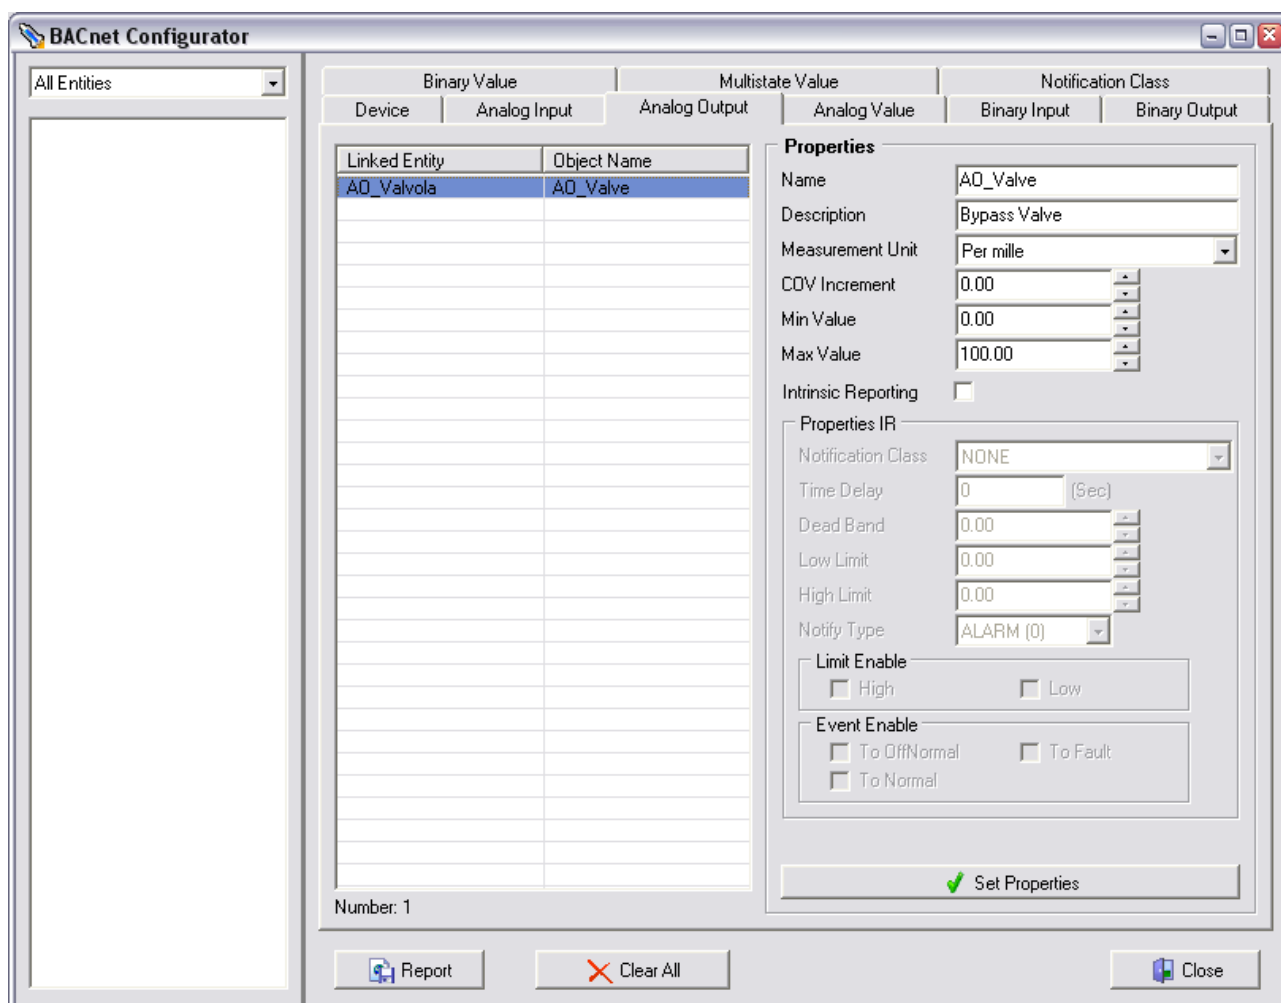 BACnet Configurator
All Entities
Binary Value Multistate Value Notification Class
Device Analog Input Analog Output Analog Value Binary Input Binary Output
Linked Entity Object Name
AO_Valvola AO_Valve
Number: 1
Properties
Name AO_Valve
Description Bypass Valve
Measurement Unit Per mille
COV Increment 0.00
Min Value 0.00
Max Value 100.00
Intrinsic Reporting
Properties IR
Notification Class NONE
Time Delay 0 (Sec)
Dead Band 0.00
Low Limit 0.00
High Limit 0.00
Notify Type ALARM (0)
Limit Enable
High Low
Event Enable
To OffNormal To Fault
To Normal
Set Properties
Report Clear All Close